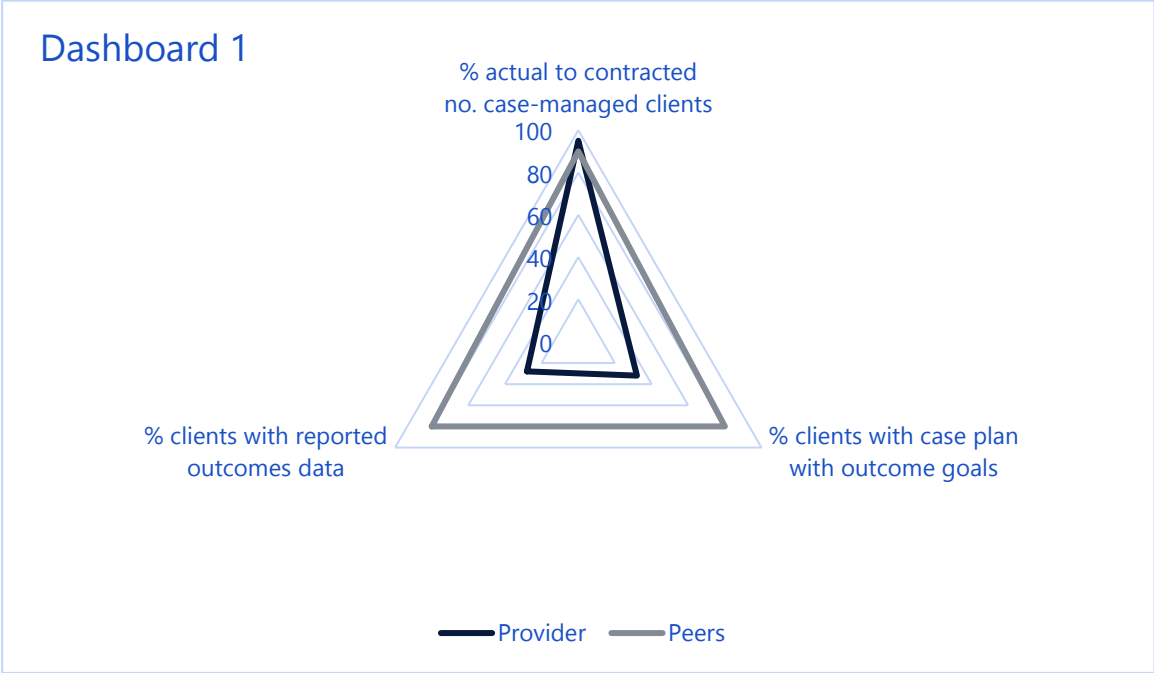 Dashboard 1
% actual to contracted
no. case-managed clients
100
80
60
40
20
0
% clients with reported
outcomes data
% clients with case plan
with outcome goals
Provider
Peers